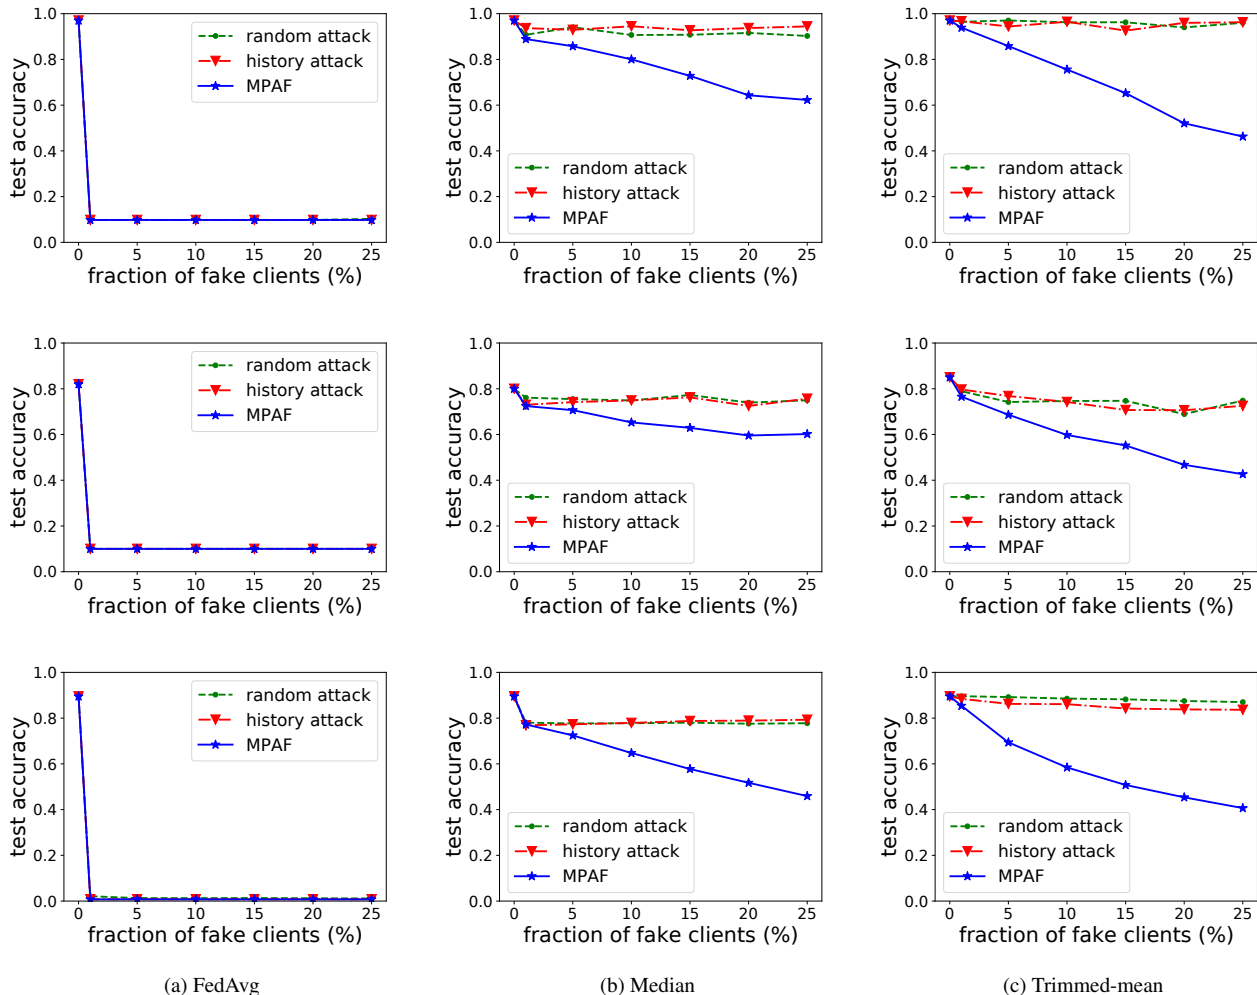 1.0
0.8
0.6
0.4
0.2
0.0
test accuracy
random attack
history attack
MPAF
0 5 10 15 20 25
fraction of fake clients (%)
1.0
0.8
0.6
0.4
0.2
0.0
test accuracy
random attack
history attack
MPAF
0 5 10 15 20 25
fraction of fake clients (%)
1.0
0.8
0.6
0.4
0.2
0.0
test accuracy
random attack
history attack
MPAF
0 5 10 15 20 25
fraction of fake clients (%)
1.0
0.8
0.6
0.4
0.2
0.0
test accuracy
random attack
history attack
MPAF
0 5 10 15 20 25
fraction of fake clients (%)
1.0
0.8
0.6
0.4
0.2
0.0
test accuracy
random attack
history attack
MPAF
0 5 10 15 20 25
fraction of fake clients (%)
1.0
0.8
0.6
0.4
0.2
0.0
test accuracy
random attack
history attack
MPAF
0 5 10 15 20 25
fraction of fake clients (%)
1.0
0.8
0.6
0.4
0.2
0.0
test accuracy
random attack
history attack
MPAF
0 5 10 15 20 25
fraction of fake clients (%)
1.0
0.8
0.6
0.4
0.2
0.0
test accuracy
random attack
history attack
MPAF
0 5 10 15 20 25
fraction of fake clients (%)
1.0
0.8
0.6
0.4
0.2
0.0
test accuracy
random attack
history attack
MPAF
0 5 10 15 20 25
fraction of fake clients (%)
(a) FedAvg
(b) Median
(c) Trimmed-mean